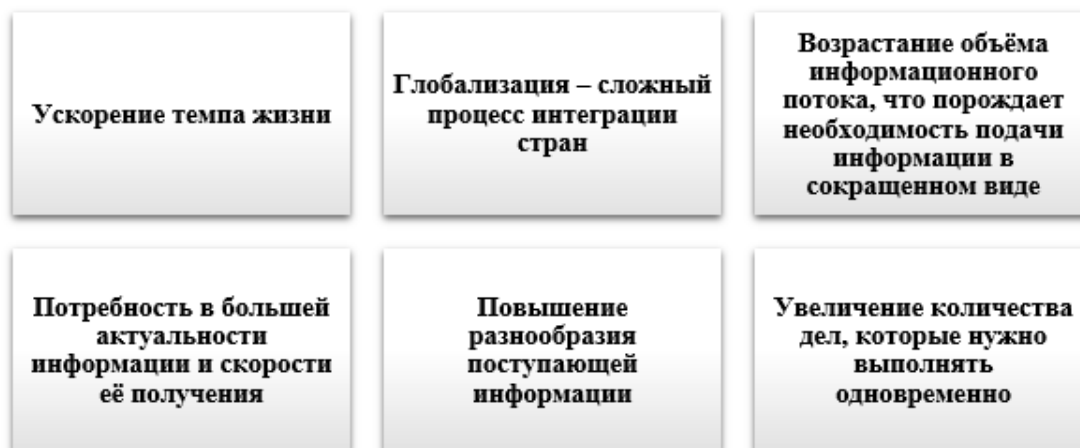 Ускорение темпа жизни
Глобализация – сложный
процесс интеграции
стран
Возрастание объёма
информационного
потока, что порождает
необходимость подачи
информации в
сокращенном виде
Потребность в большей
актуальности
информации и скорости
её получения
Повышение
разнообразия
поступающей
информации
Увеличение количества
дел, которые нужно
выполнять
одновременно